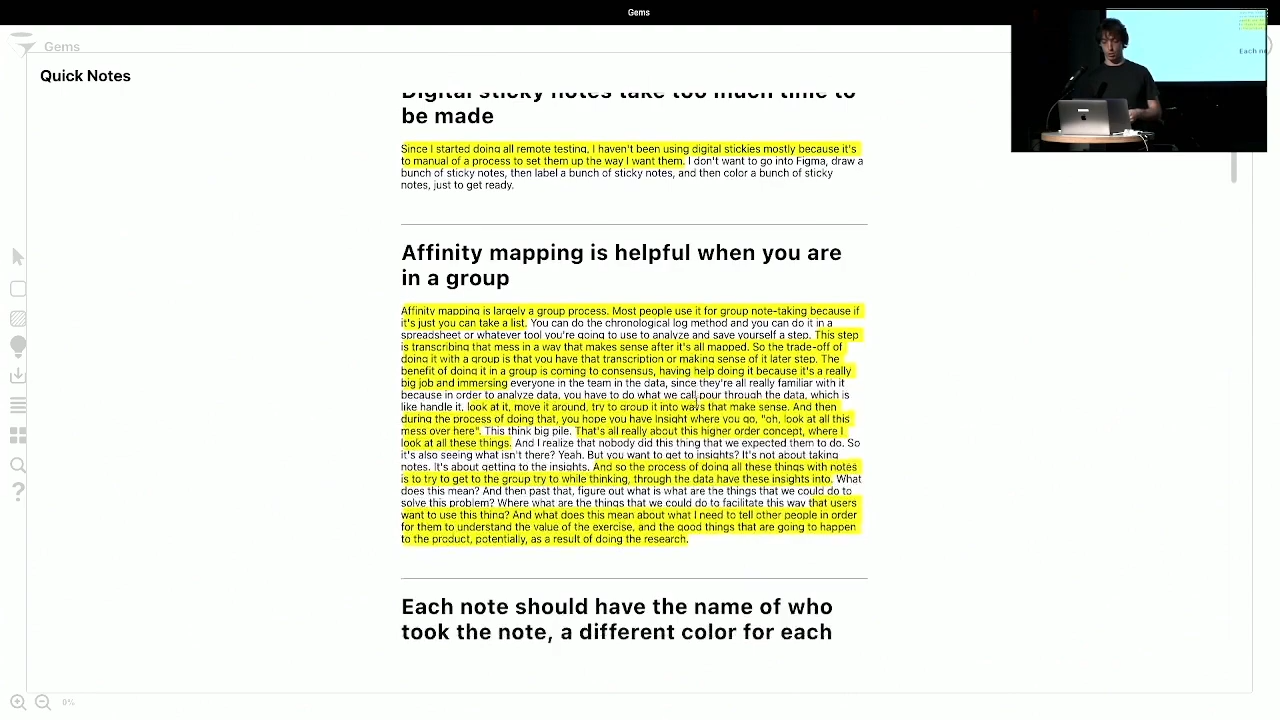 Gems
Gems
Quick Notes
Digital sticky notes take too much time to
be made
Since I started doing all remote testing, I haven't been using digital stickies mostly because it's
to manual of a process to set them up the way I want them. I don't want to go into Figma, draw a
bunch of sticky notes, then label a bunch of sticky notes, and then color a bunch of sticky
notes, just to get ready.
Affinity mapping is helpful when you are
in a group
Affinity mapping is largely a group process. Most people use it for group note-taking because if
it's just you can take a list. You can do the chronological log method and you can do it in a
spreadsheet or whatever tool you're going to use to analyze and save yourself a step. This step
is transcribing that mess in a way that makes sense after it's all mapped. So the trade-off of
doing it with a group is that you have that transcription or making sense of it later step. The
benefit of doing it in a group is coming to consensus, having help doing it because it's a really
big job and immersing everyone in the team in the data, since they're all really familiar with it
because in order to analyze data, you have to do what we call pour through the data, which is
like handle it, look at it, move it around, try to group it into ways that make sense. And then
during the process of doing that, you hope you have Insight where you go, "oh, look at all this
mess over here". This think big pile. That's all really about this higher order concept, where I
look at all these things. And I realize that nobody did this thing that we expected them to do. So
it's also seeing what isn't there? Yeah. But you want to get to insights? It's not about taking
notes. It's about getting to the insights. And so the process of doing all these things with notes
is to try to get to the group try to while thinking, through the data have these insights into. What
does this mean? And then past that, figure out what is what are the things that we could do to
solve this problem? Where what are the things that we could do to facilitate this way that users
want to use this thing? And what does this mean about what I need to tell other people in order
for them to understand the value of the exercise, and the good things that are going to happen
to the product, potentially, as a result of doing the research.
Each note should have the name of who
took the note, a different color for each
0%
Each n